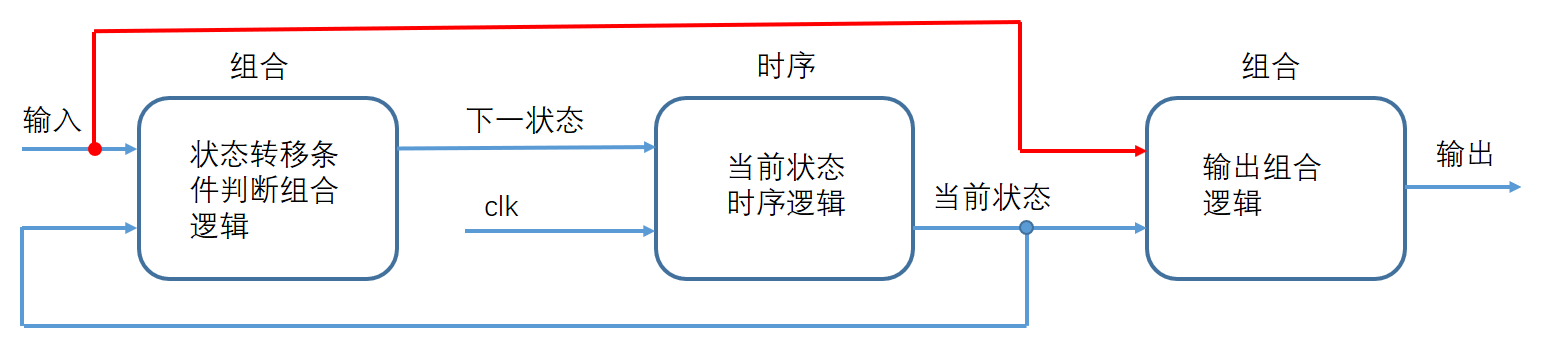 组合
时序
组合
输入
状态转移条
件判断组合
逻辑
下一状态
clk
当前状态
时序逻辑
当前状态
输出组合
逻辑
输出